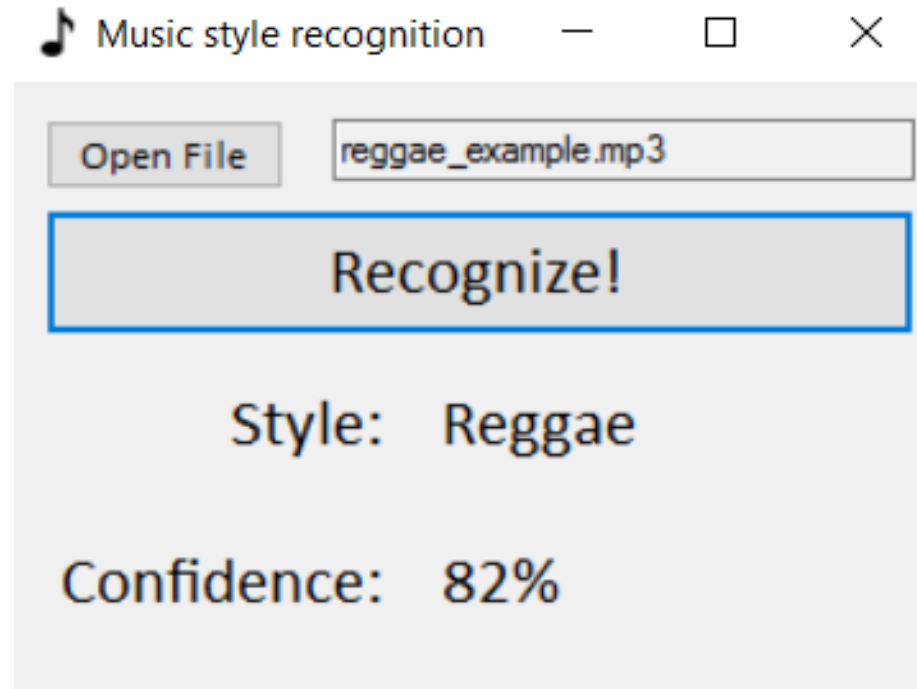 Music style recognition
Open File reggae_example.mp3
Recognize!
Style: Reggae
Confidence: 82%